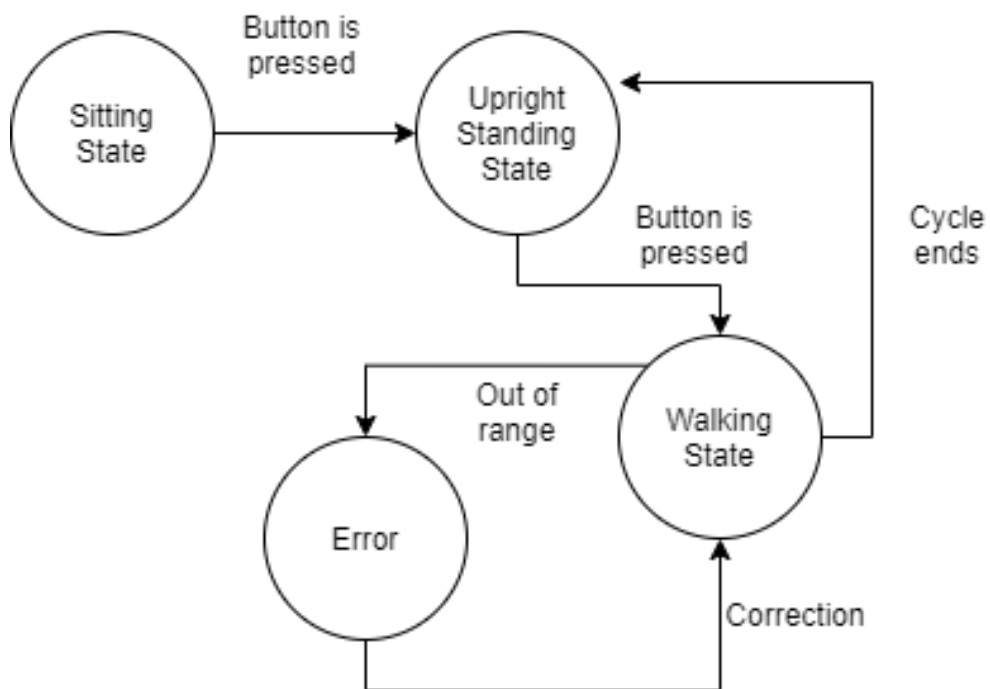 Button is
pressed
Sitting
State
Upright
Standing
State
Button is
pressed
Cycle
ends
Out of
range
Walking
State
Error
Correction